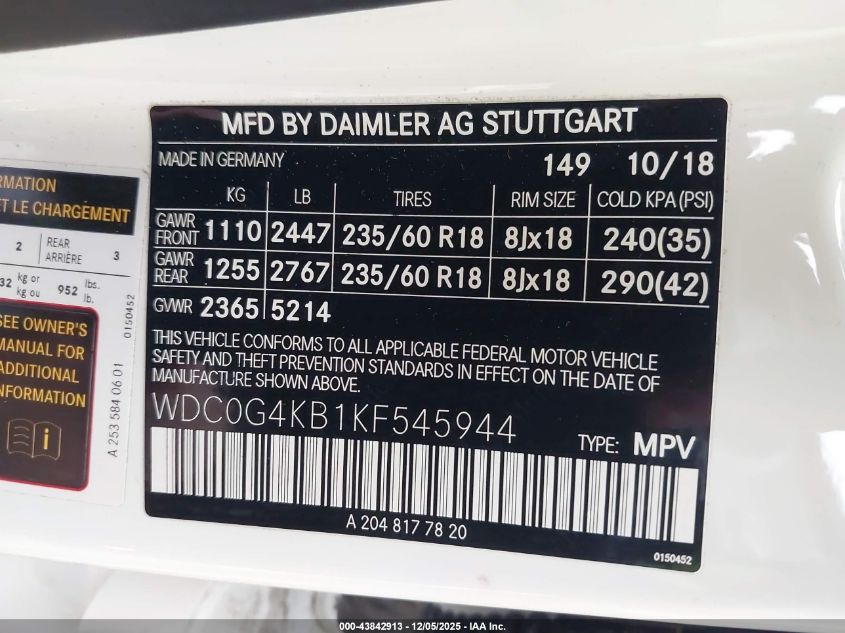 MFD BY DAIMLER AG STUTTGART
MADE IN GERMANY 149 10/18
KG LB TIRES RIM SIZE COLD KPA (PSI)
GAWR FRONT 1110 2447 235/60 R18 8Jx18 240(35)
GAWR REAR 1255 2767 235/60 R18 8Jx18 290(42)
GVWR 2365 5214
THIS VEHICLE CONFORMS TO ALL APPLICABLE FEDERAL MOTOR VEHICLE
SAFETY AND THEFT PREVENTION STANDARDS IN EFFECT ON THE DATE OF
MANUFACTURE SHOWN ABOVE.
WDC0G4KB1KF545944
TYPE: MPV
A 204 817 78 20
0150452
ET LE CHARGEMENT
2 REAR ARRIÈRE 3
kg or kg ou 952 lbs. lb.
0150452
SEE OWNER'S
MANUAL FOR
ADDITIONAL
INFORMATION
i
A 253 584 06 01
000-43842913 - 12/05/2025 - IAA Inc.